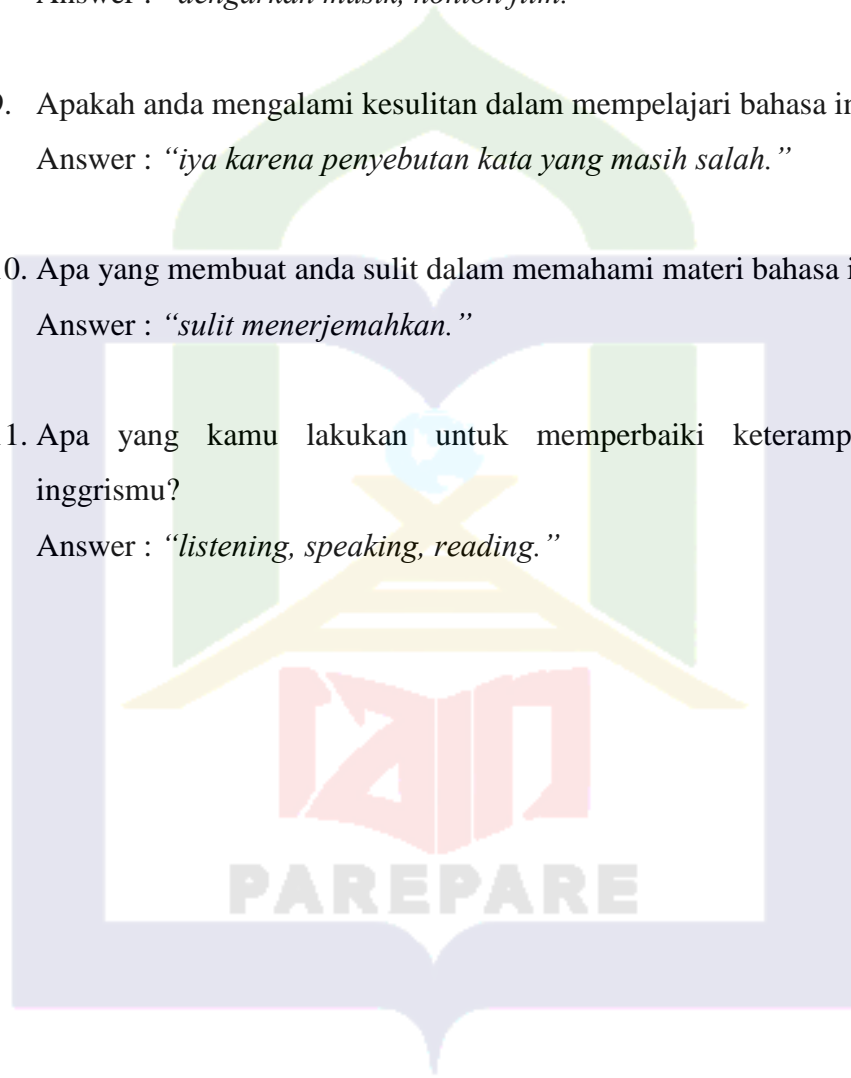 Answer : “dengarkan musik, nonton film.”
9. Apakah anda mengalami kesulitan dalam mempelajari bahasa
Answer : “iya karena penyebutan kata yang masih salah.”
10. Apa yang membuat anda sulit dalam memahami materi bahasa
Answer : “sulit menerjemahkan.”
11. Apa yang kamu lakukan untuk memperbaiki
inggrismu?
Answer : “listening, speaking, reading.”
iain
PAREPARE